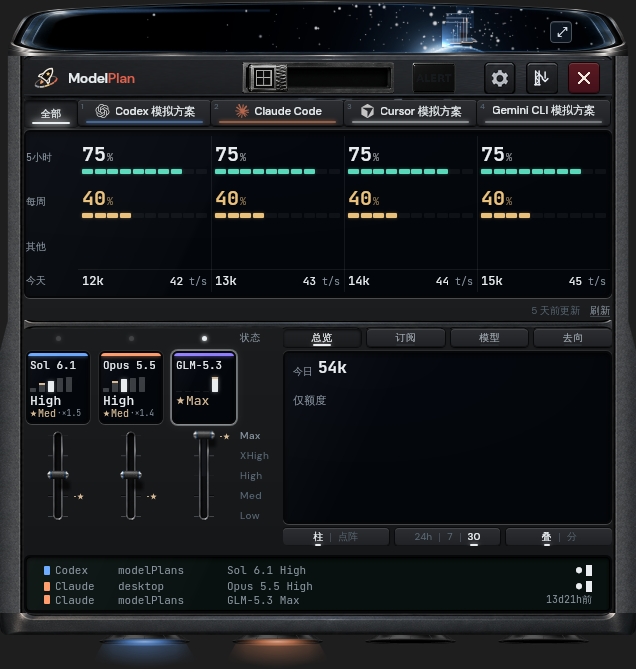 ModelPlan
ALERT
全部
1 Codex 模拟方案
2 Claude Code
3 Cursor 模拟方案
4 Gemini CLI 模拟方案
5小时 75% 75% 75% 75%
每周 40% 40% 40% 40%
其他
今天 12k 42 t/s 13k 43 t/s 14k 44 t/s 15k 45 t/s
5 天前更新 刷新
状态
总览 订阅 模型 去向
Sol 6.1 Opus 5.5 GLM-5.3
High High ★Max
★Med·×1.5 ★Med·×1.4
今日 54k
仅额度
Max
XHigh
High
Med
Low
柱 | 点阵 24h | 7 | 30 叠 | 分
Codex modelPlans Sol 6.1 High
Claude desktop Opus 5.5 High
Claude modelPlans GLM-5.3 Max 13d21h前